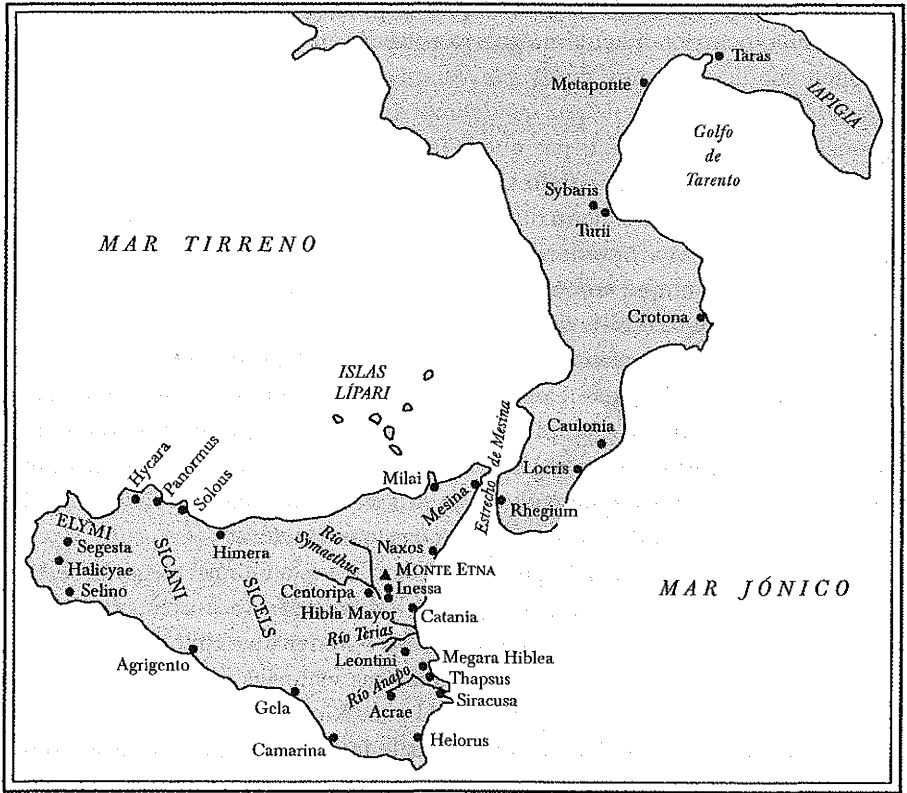 Taras
Metaponte
IAPIGIA
Golfo
de
Tarento
Sybaris
Turii
MAR TIRRENO
Crotona
ISLAS
LÍPARI
Estrecho de Mesina
Caulonia
Locris
Rhegium
Milai
Mesina
Hycara
Panormus
Solous
ELYMI
Segesta
Halicyae
Selino
SICANI
SICELS
Himera
Río
Symaethus
Naxos
MONTE ETNA
Inessa
Centoripa
Hibla Mayor
Catania
MAR JÓNICO
Río Terias
Leontini
Megara Hiblea
Thapsus
Siracusa
Río Anapo
Acrae
Agrigento
Gela
Camarina
Helorus